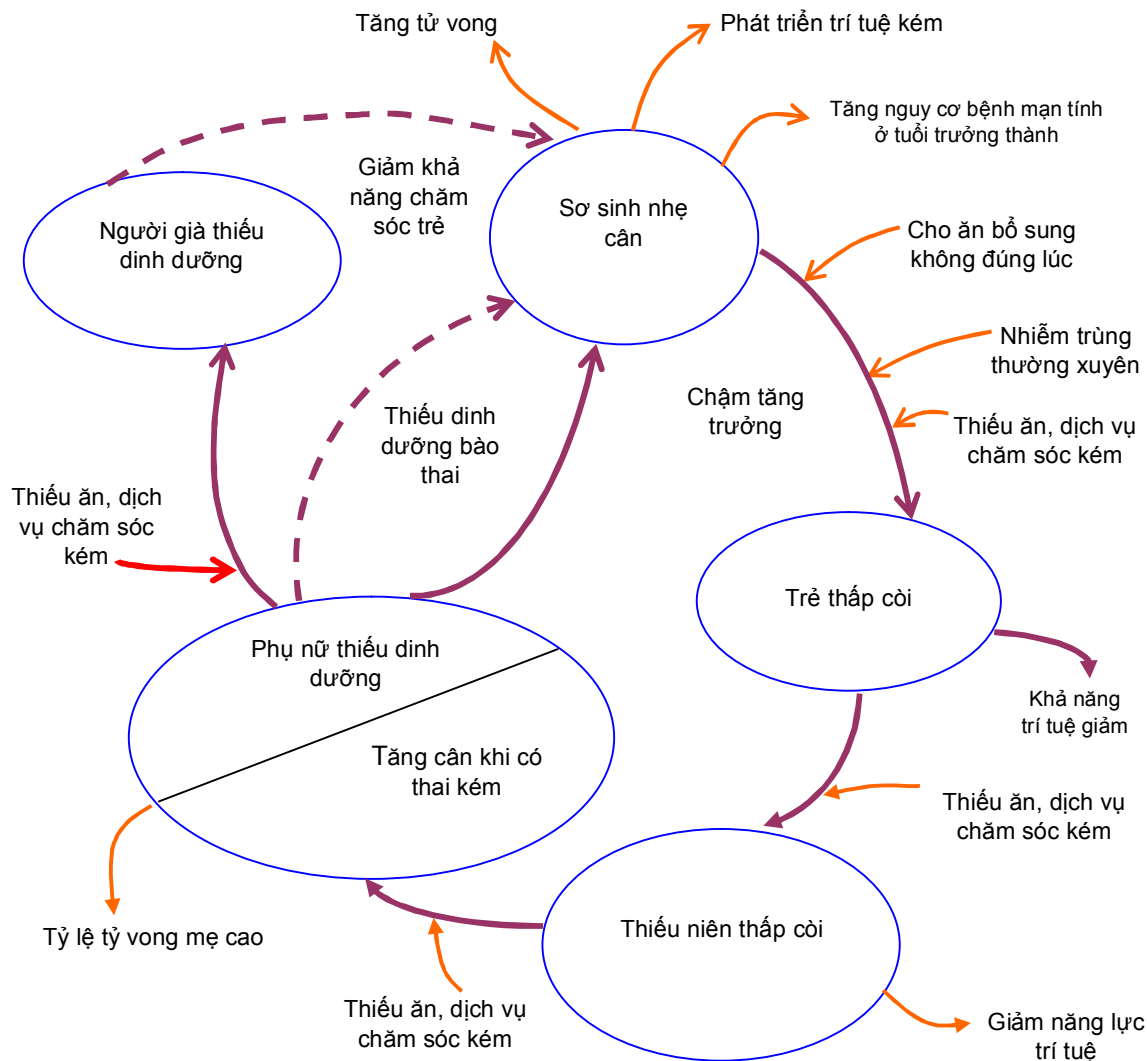 Tăng tử vong
Phát triển trí tuệ kém
Tăng nguy cơ bệnh mạn tính
ở tuổi trưởng thành
Giảm khả
năng chăm
sóc trẻ
Sơ sinh nhẹ
cân
Người già thiếu
dinh dưỡng
Cho ăn bổ sung
không đúng lúc
Nhiễm trùng
thường xuyên
Chậm tăng
trưởng
Thiếu ăn, dịch vụ
chăm sóc kém
Thiếu dinh
dưỡng bào
thai
Thiếu ăn, dịch
vụ chăm sóc
kém
Trẻ thấp còi
Phụ nữ thiếu dinh
dưỡng
Khả năng
trí tuệ giảm
Tăng cân khi có
thai kém
Thiếu ăn, dịch vụ
chăm sóc kém
Tỷ lệ tỷ vong mẹ cao
Thiếu niên thấp còi
Thiếu ăn, dịch vụ
chăm sóc kém
Giảm năng lực
trí tuệ